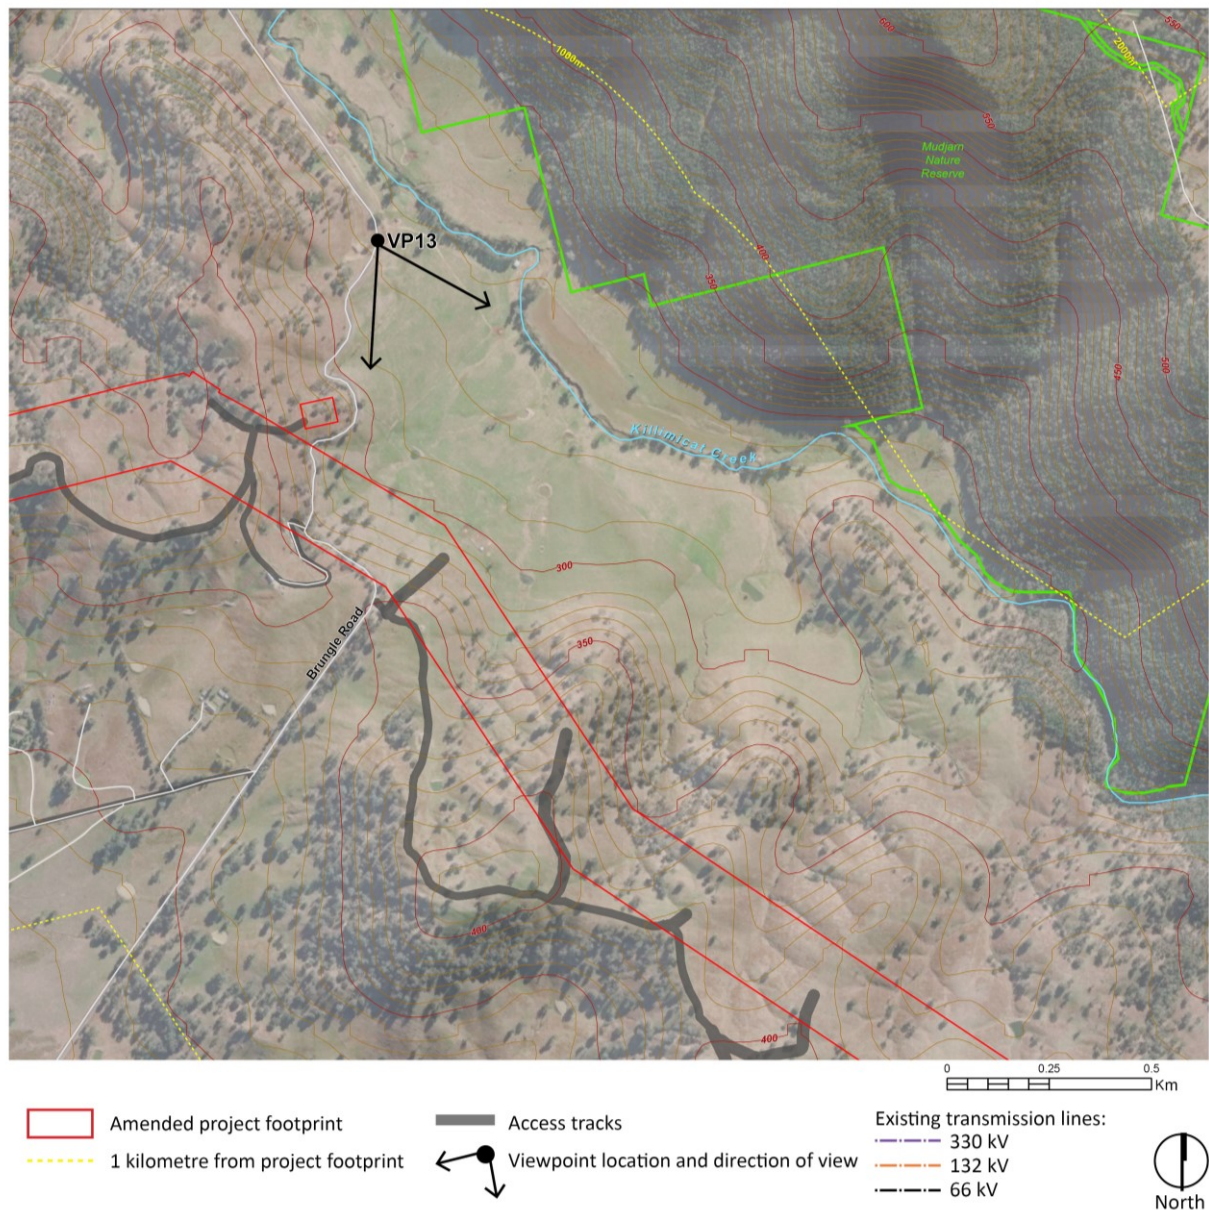 600
550
1000m
2000m
550
Mudjarn
Nature
Reserve
VP13
400
350
450
500
Killimicat Creek
300
350
Brungle Road
400
400
0 0.25 0.5
Km
Amended project footprint
1 kilometre from project footprint
Access tracks
Viewpoint location and direction of view
Existing transmission lines:
330 kV
132 kV
66 kV
North